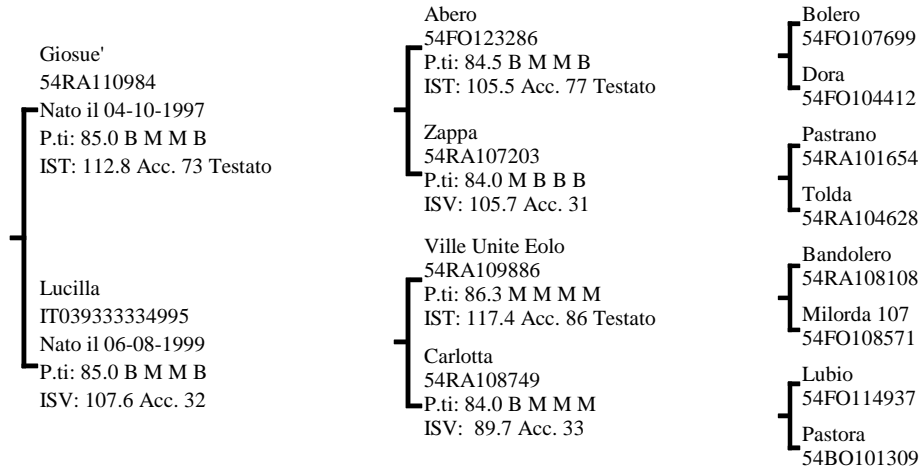 Giosue'
54RA110984
Nato il 04-10-1997
P.ti: 85.0 B M M B
IST: 112.8 Acc. 73 Testato
Lucilla
IT039333334995
Nato il 06-08-1999
P.ti: 85.0 B M M B
ISV: 107.6 Acc. 32
Abero
54FO123286
P.ti: 84.5 B M M B
IST: 105.5 Acc. 77 Testato
Zappa
54RA107203
P.ti: 84.0 M B B B
ISV: 105.7 Acc. 31
Ville Unite Eolo
54RA109886
P.ti: 86.3 M M M M
IST: 117.4 Acc. 86 Testato
Carlotta
54RA108749
P.ti: 84.0 B M M M
ISV: 89.7 Acc. 33
Bolero
54FO107699
Dora
54FO104412
Pastrano
54RA101654
Tolda
54RA104628
Bandolero
54RA108108
Milorda 107
54FO108571
Lubio
54FO114937
Pastora
54BO101309